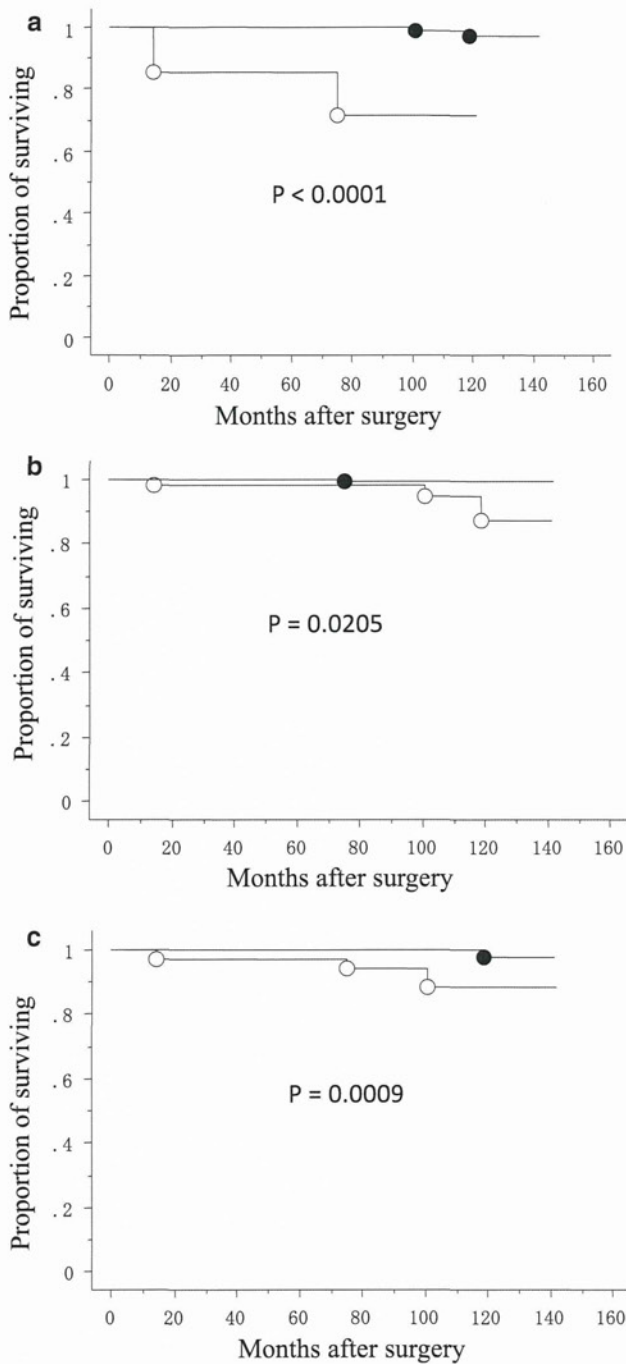 a
Proportion of surviving
1
. 8
. 6
. 4
. 2
0
P < 0.0001
0 20 40 60 80 100 120 140 160
Months after surgery
b
Proportion of surviving
1
. 8
. 6
. 4
. 2
0
P = 0.0205
0 20 40 60 80 100 120 140 160
Months after surgery
c
Proportion of surviving
1
. 8
. 6
. 4
. 2
0
P = 0.0009
0 20 40 60 80 100 120 140 160
Months after surgery